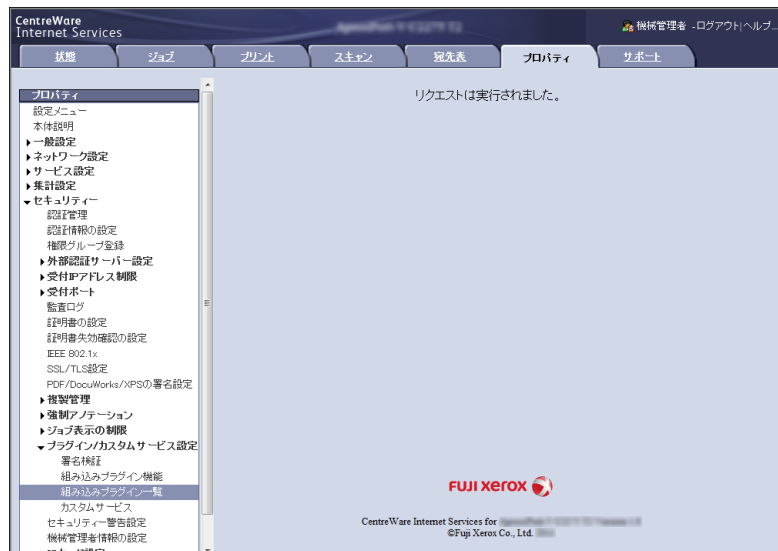 CentreWare
Internet Services
機械管理者 -ログアウト|ヘルプ...
状態 ジョブ プリント スキャン 宛先表 プロパティ サポート
プロパティ
設定メニュー
本体説明
一般設定
ネットワーク設定
サービス設定
集計設定
セキュリティー
認証管理
認証情報の設定
権限グループ登録
外部認証サーバー設定
受付IPアドレス制限
受付ポート
監査ログ
証明書の設定
証明書失効確認の設定
IEEE 802.1x
SSL/TLS設定
PDF/DocuWorks/XPSの署名設定
複製管理
強制アノテーション
ジョブ表示の制限
プラグイン/カスタムサービス設定
署名検証
組み込みプラグイン機能
組み込みプラグイン一覧
カスタムサービス
セキュリティー警告設定
機械管理者情報の設定
リクエストは実行されました。
FUJI xerox
CentreWare Internet Services for
©Fuji Xerox Co., Ltd.